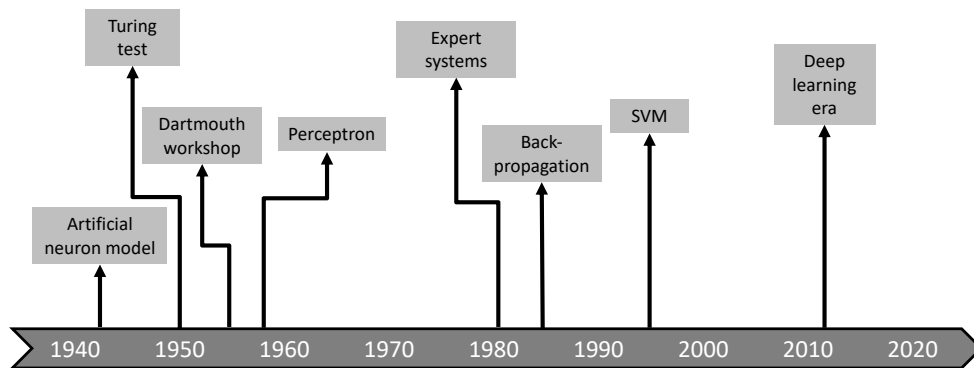 Turing
test
Dartmouth
workshop
Perceptron
Artificial
neuron model
Expert
systems
Back-
propagation
SVM
Deep
learning
era
1940 1950 1960 1970 1980 1990 2000 2010 2020